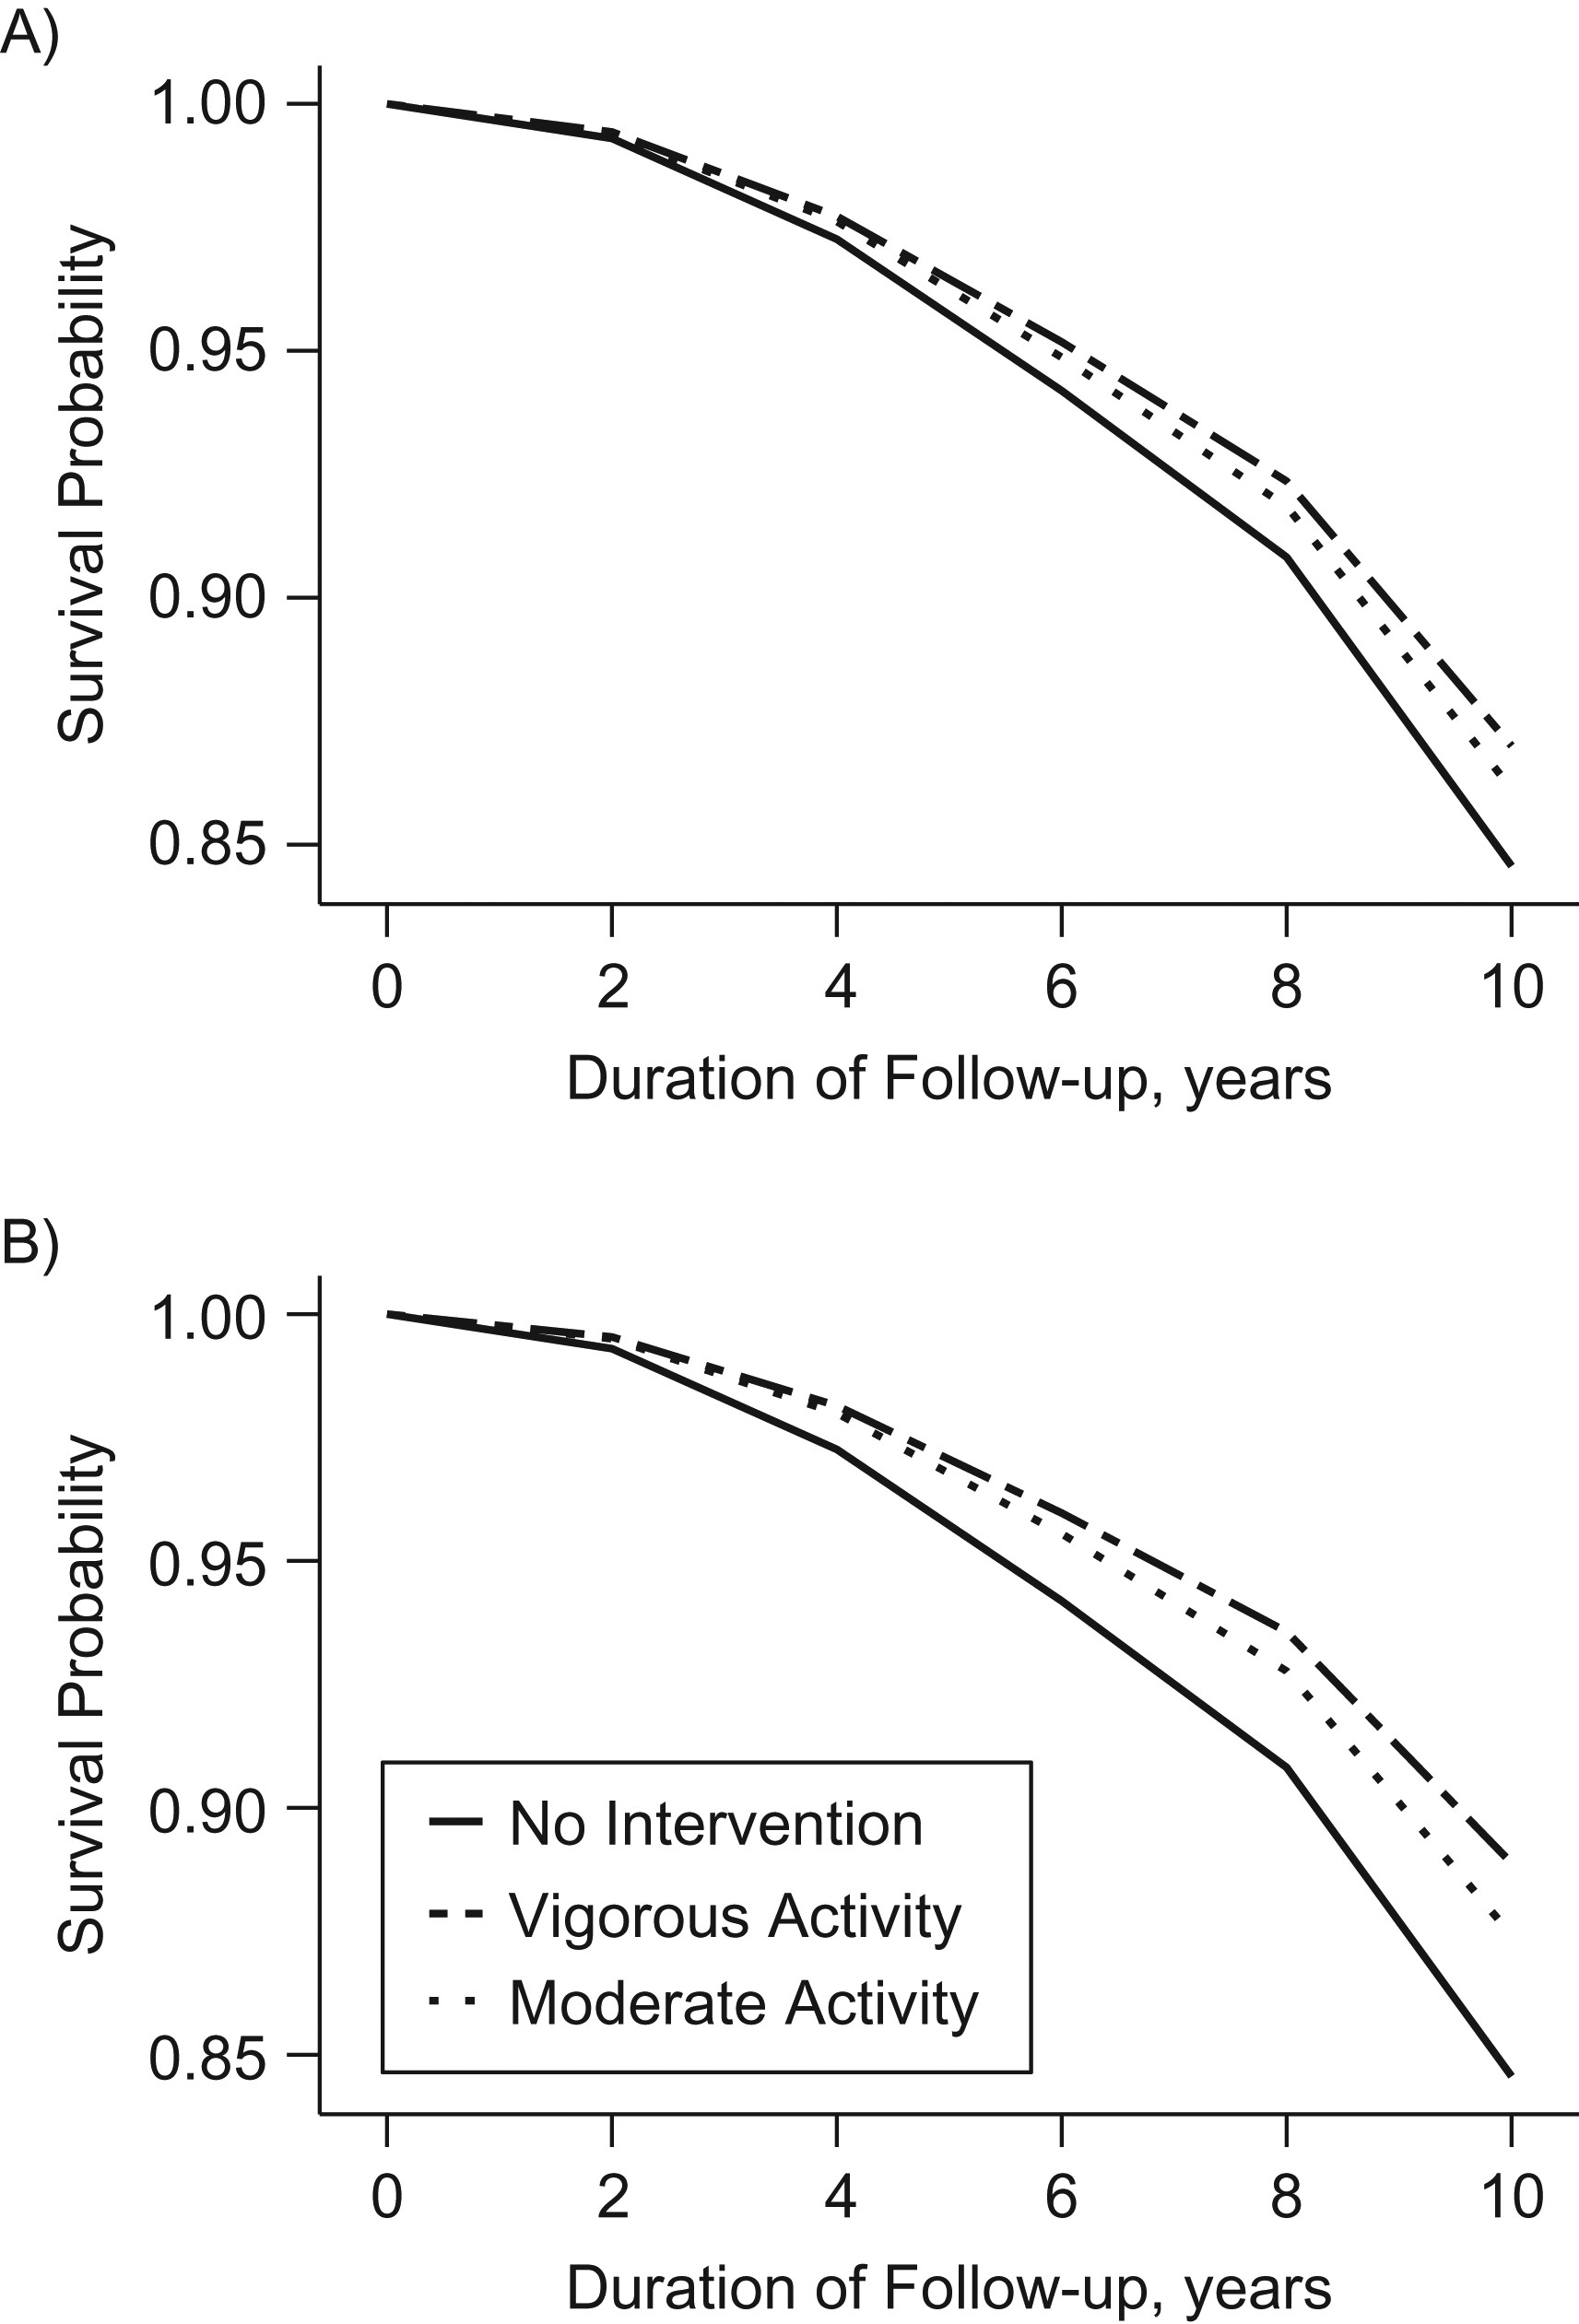 A)
Survival Probability
1.00
0.95
0.90
0.85
0 2 4 6 8 10
Duration of Follow-up, years
B)
Survival Probability
1.00
0.95
0.90
0.85
No Intervention
Vigorous Activity
Moderate Activity
0 2 4 6 8 10
Duration of Follow-up, years